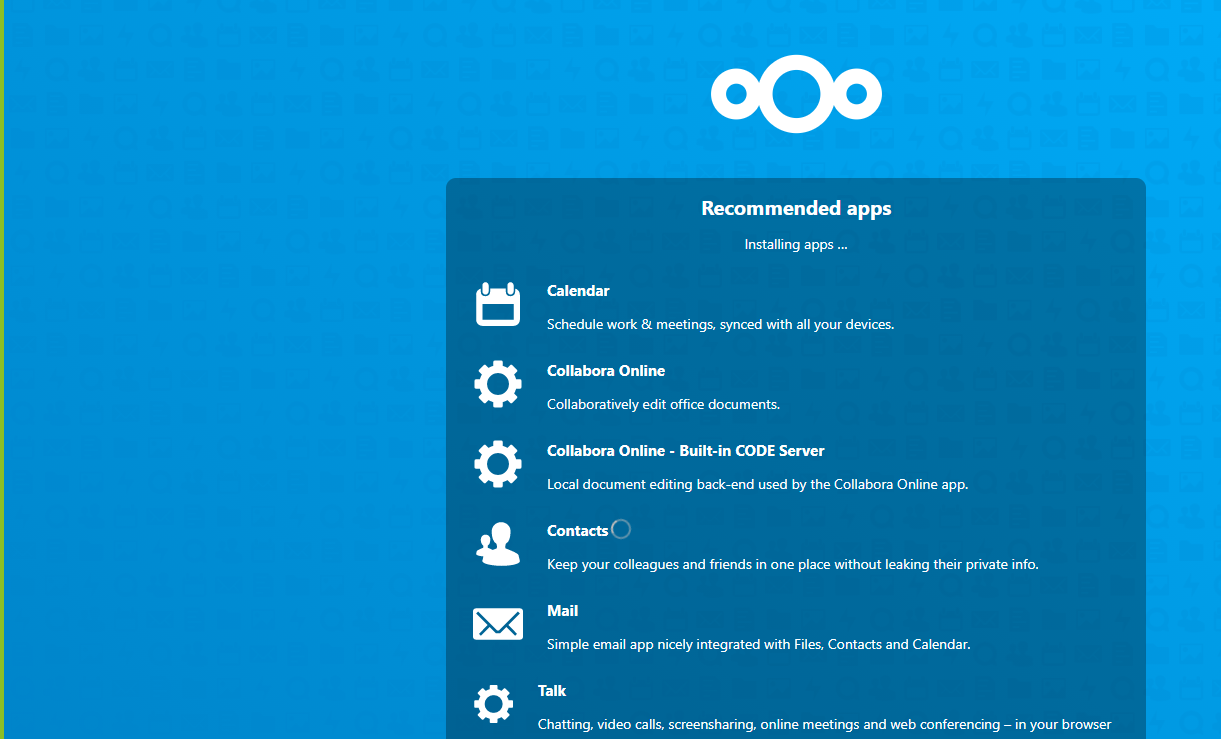 Recommended apps
Installing apps ...
Calendar
Schedule work & meetings, synced with all your devices.
Collabora Online
Collaboratively edit office documents.
Collabora Online - Built-in CODE Server
Local document editing back-end used by the Collabora Online app.
Contacts
Keep your colleagues and friends in one place without leaking their private info.
Mail
Simple email app nicely integrated with Files, Contacts and Calendar.
Talk
Chatting, video calls, screensharing, online meetings and web conferencing – in your browser